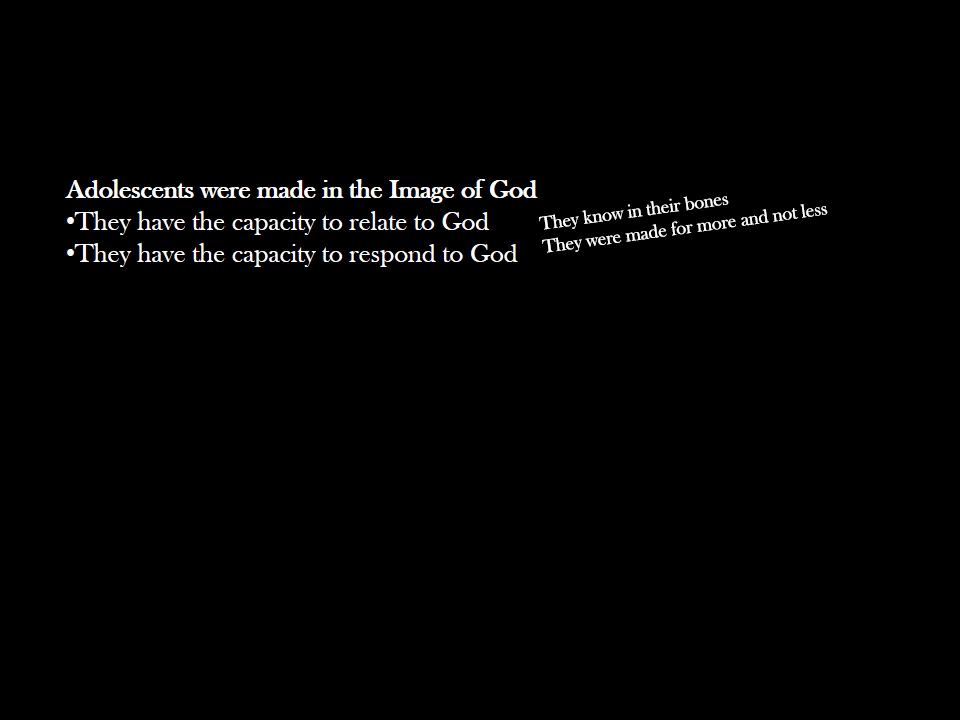 Adolescents were made in the Image of God
•They have the capacity to relate to God
•They have the capacity to respond to God
They know in their bones
They were made for more and not less